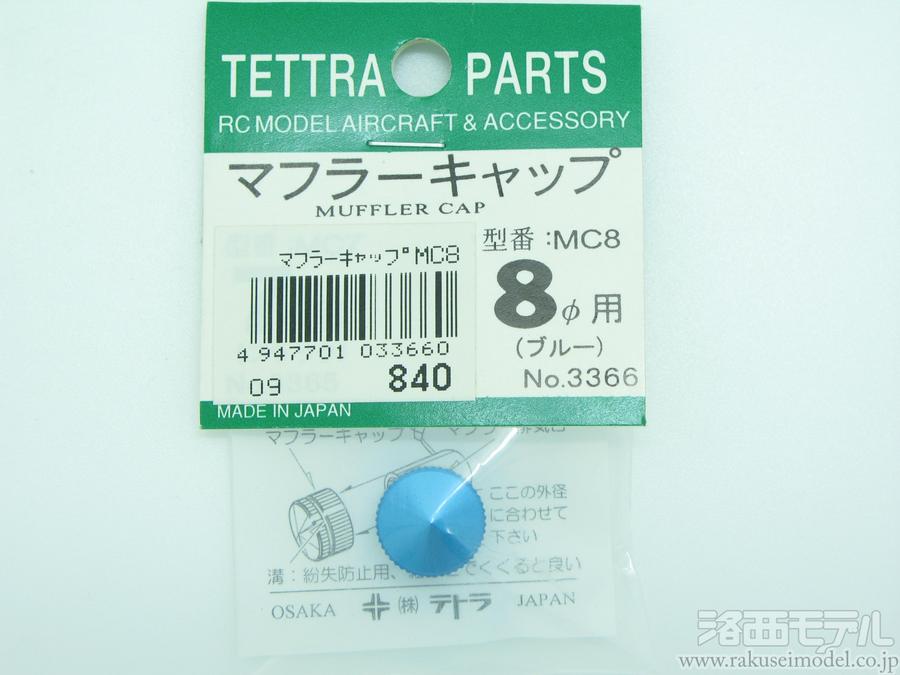 TETTRA PARTS
RC MODEL AIRCRAFT & ACCESSORY
マフラーキャップ
MUFFLER CAP
マフラーキャップMC8
4 947701 033660
09 840
型番:MC8
8φ用
(ブルー)
No.3366
MADE IN JAPAN
マフラーキャップ
ここの外径
に合わせて
下さい
溝:紛失防止用、 でくくると良い
OSAKA (株)テトラ JAPAN
洛西モデル
www.rakuseimodel.co.jp